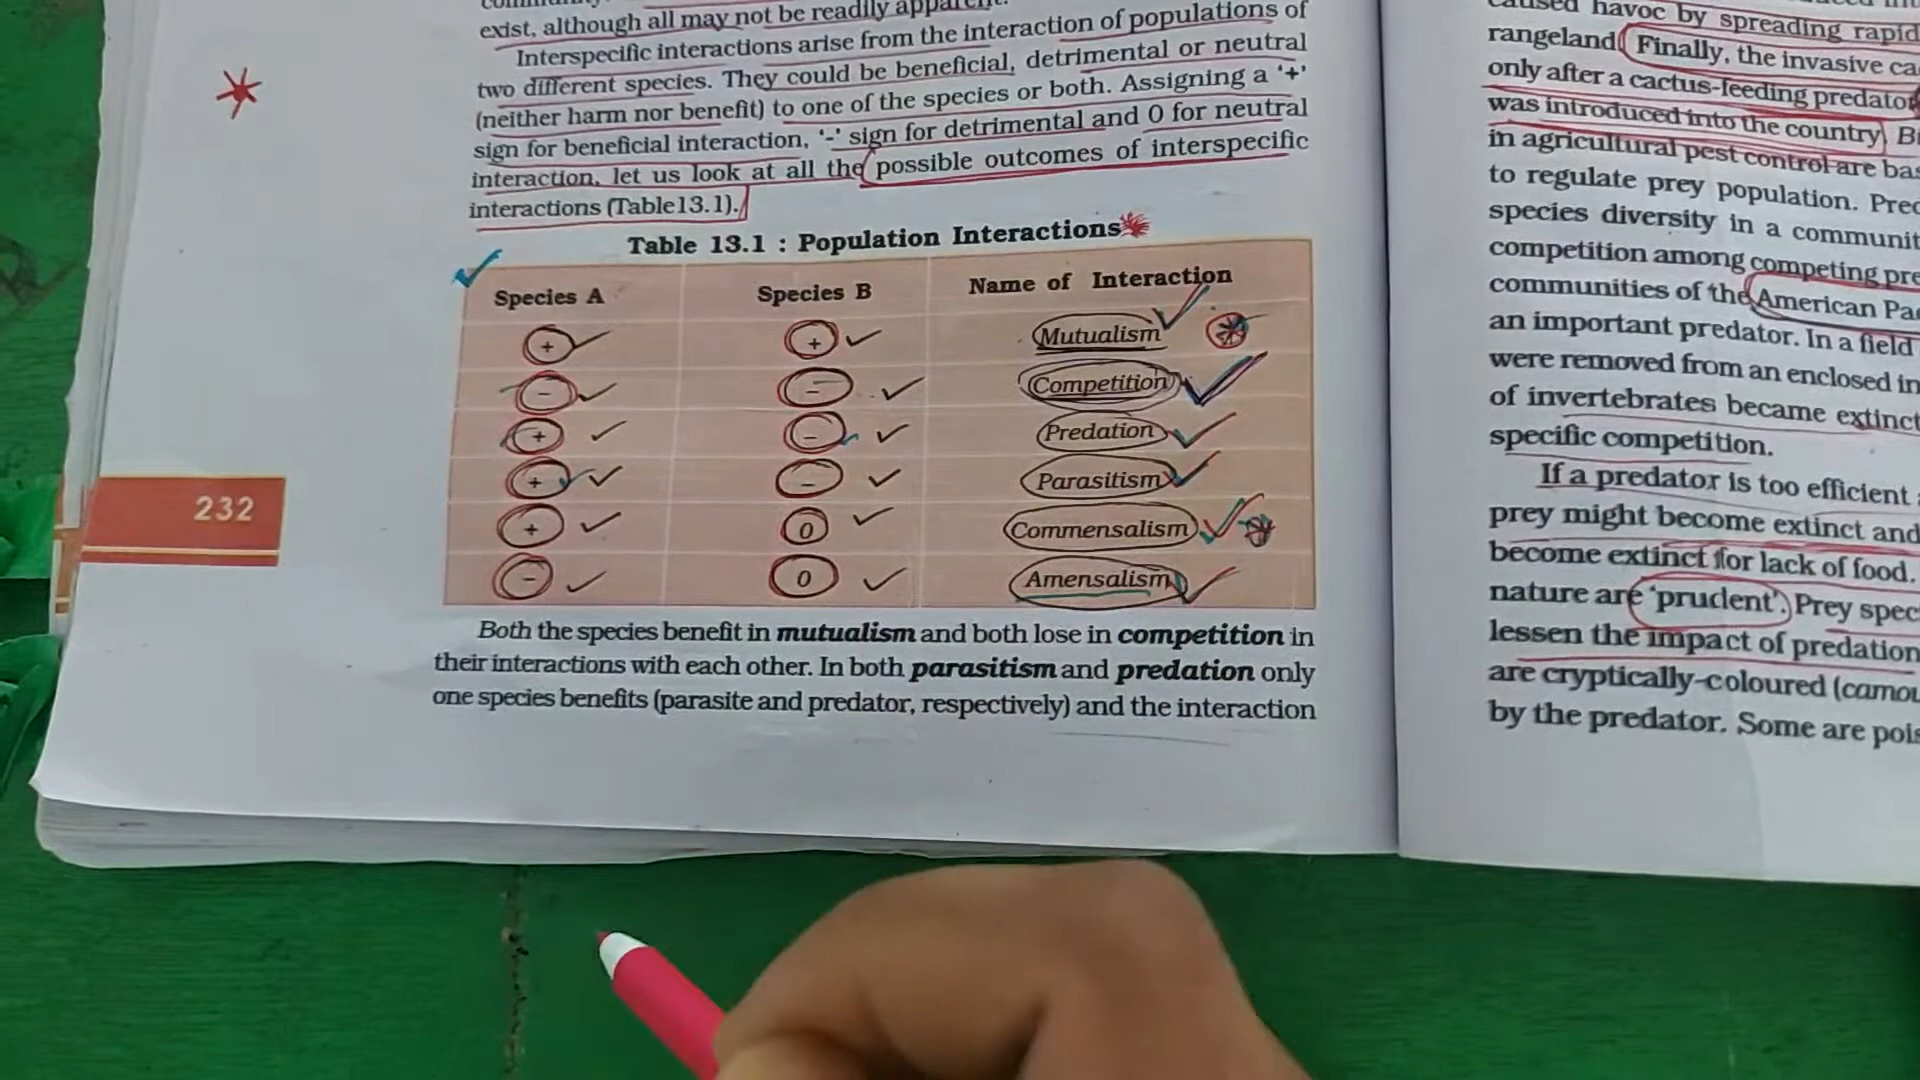 exist, although all may not be readily apparent.
Interspecific interactions arise from the interaction of populations of
two different species. They could be beneficial, detrimental or neutral
(neither harm nor benefit) to one of the species or both. Assigning a ‘+’
sign for beneficial interaction, ‘-’ sign for detrimental and 0 for neutral
interaction, let us look at all the possible outcomes of interspecific
interactions (Table13.1).
Table 13.1 : Population Interactions
Species A Species B Name of Interaction
+ + Mutualism
– – Competition
+ – Predation
+ – Parasitism
+ 0 Commensalism
– 0 Amensalism
232
Both the species benefit in mutualism and both lose in competition in
their interactions with each other. In both parasitism and predation only
one species benefits (parasite and predator, respectively) and the interaction
caused havoc by spreading
rangeland. Finally, the invasive
only after a cactus-feeding predator
was introduced into the country.
in agricultural pest control are
to regulate prey population.
species diversity in a
competition among competing
communities of the American
an important predator. In a field
were removed from an enclosed
of invertebrates became extinct
specific competition.
If a predator is too efficient
prey might become extinct and
become extinct for lack of food.
nature are ‘prudent’. Prey
lessen the impact of predation
are cryptically-coloured
by the predator. Some are